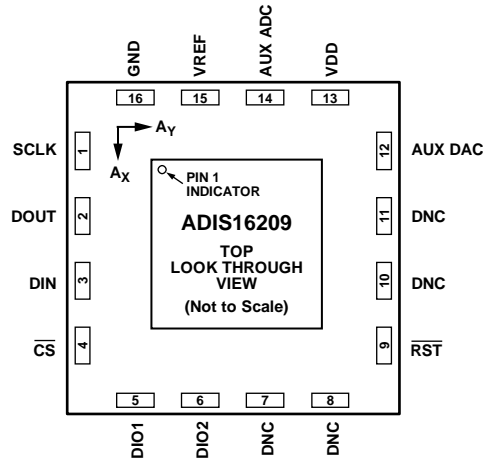 GND
VREF
AUX ADC
VDD
16
15
14
13
SCLK
1
AY
AX
PIN 1
INDICATOR
12
AUX DAC
DOUT
2
ADIS16209
11
DNC
TOP
LOOK THROUGH
VIEW
(Not to Scale)
DIN
3
10
DNC
CS
4
9
RST
5
6
7
8
DIO1
DIO2
DNC
DNC